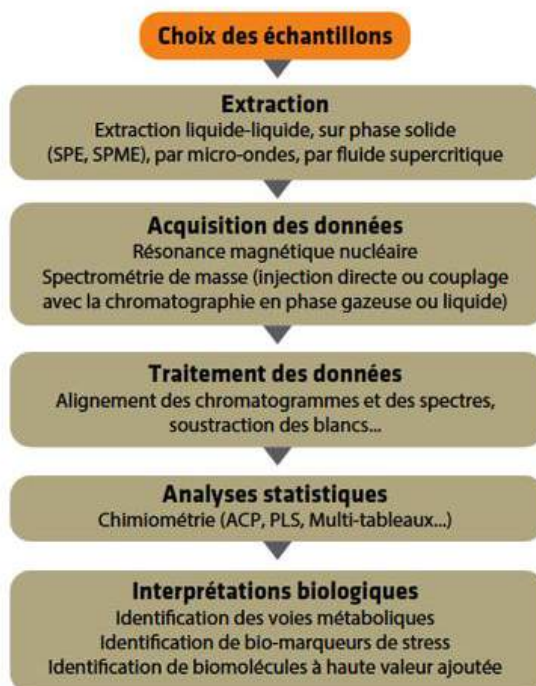 Choix des échantillons
Extraction
Extraction liquide-liquide, sur phase solide
(SPE, SPME), par micro-ondes, par fluide supercritique
Acquisition des données
Résonance magnétique nucléaire
Spectrométrie de masse (injection directe ou couplage
avec la chromatographie en phase gazeuse ou liquide)
Traitement des données
Alignement des chromatogrammes et des spectres,
soustraction des blancs...
Analyses statistiques
Chimiométrie (ACP, PLS, Multi-tableaux...)
Interprétations biologiques
Identification des voies métaboliques
Identification de bio-marqueurs de stress
Identification de biomolécules à haute valeur ajoutée